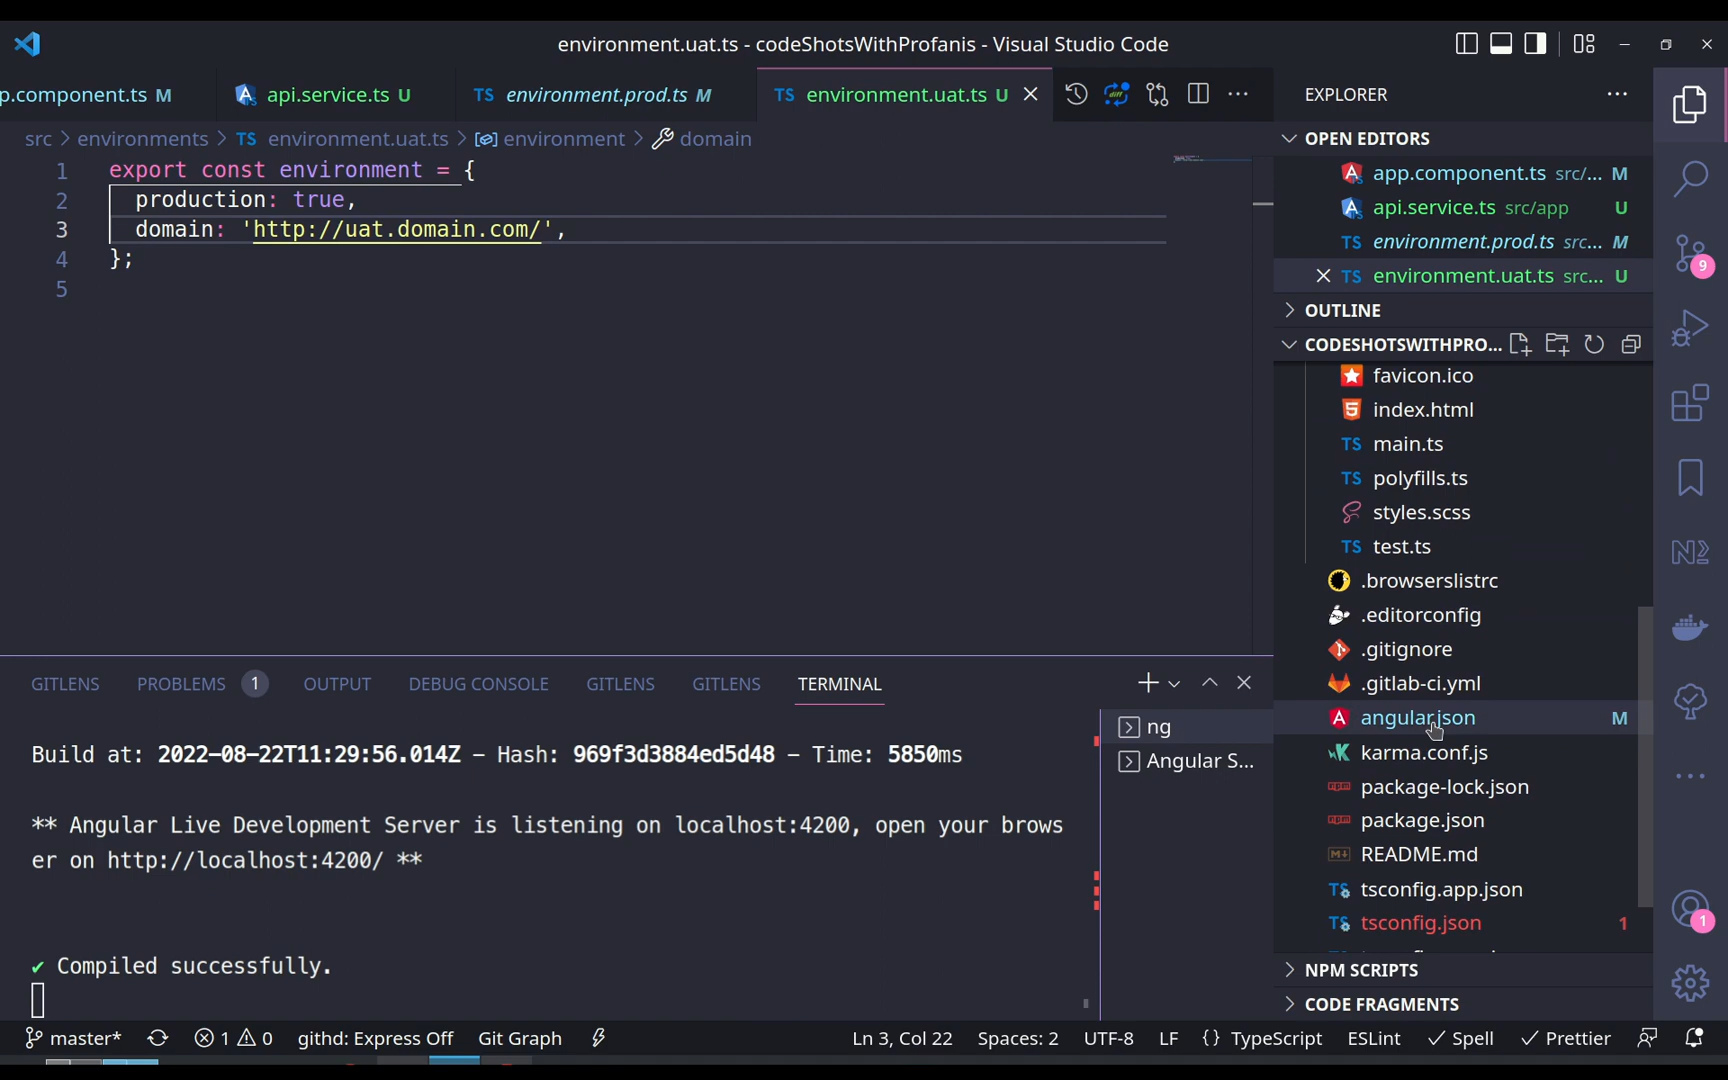 environment.uat.ts - codeShotsWithProfanis - Visual Studio Code
p.component.ts M
api.service.ts U
TS environment.prod.ts M
TS environment.uat.ts U
src > environments > TS environment.uat.ts > environment > domain
1 export const environment = {
2 production: true,
3 domain: 'http://uat.domain.com/',
4 };
5
GITLENS PROBLEMS 1 OUTPUT DEBUG CONSOLE GITLENS GITLENS TERMINAL
Build at: 2022-08-22T11:29:56.014Z - Hash: 969f3d3884ed5d48 - Time: 5850ms
** Angular Live Development Server is listening on localhost:4200, open your brows
er on http://localhost:4200/ **
✔ Compiled successfully.
ng
Angular S...
EXPLORER
OPEN EDITORS
app.component.ts src/... M
api.service.ts src/app U
TS environment.prod.ts src... M
TS environment.uat.ts src... U
OUTLINE
CODESHOTSWITHPRO...
favicon.ico
index.html
TS main.ts
TS polyfills.ts
styles.scss
TS test.ts
.browserslistrc
.editorconfig
.gitignore
.gitlab-ci.yml
angular.json M
karma.conf.js
package-lock.json
package.json
README.md
tsconfig.app.json
tsconfig.json 1
NPM SCRIPTS
CODE FRAGMENTS
9
1
master* 1 0 githd: Express Off Git Graph Ln 3, Col 22 Spaces: 2 UTF-8 LF {} TypeScript ESLint ✓ Spell ✓ Prettier